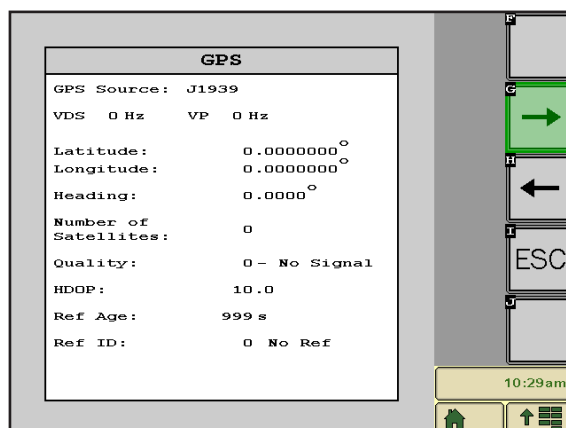 GPS
GPS Source: J1939
VDS 0 Hz VP 0 Hz
Latitude: 0.0000000°
Longitude: 0.0000000°
Heading: 0.0000°
Number of
Satellites: 0
Quality: 0 - No Signal
HDOP: 10.0
Ref Age: 999 s
Ref ID: 0 No Ref
F
G
H
I
ESC
J
10:29am